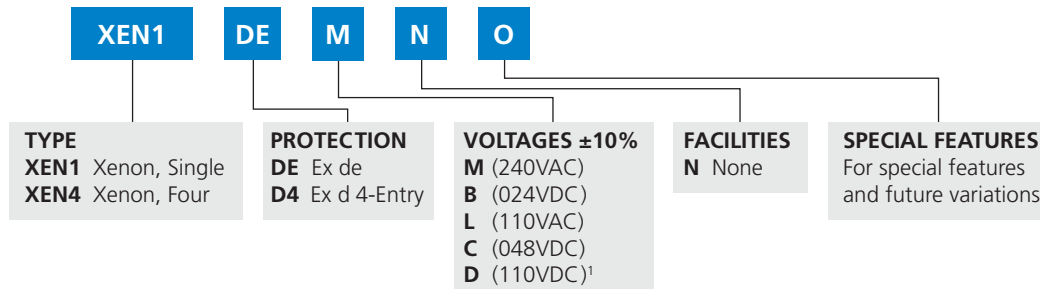 XEN1 DE M N O
TYPE
XEN1 Xenon, Single
XEN4 Xenon, Four
PROTECTION
DE Ex de
D4 Ex d 4-Entry
VOLTAGES ±10%
M (240VAC)
B (024VDC)
L (110VAC)
C (048VDC)
D (110VDC)¹
FACILITIES
N None
SPECIAL FEATURES
For special features
and future variations